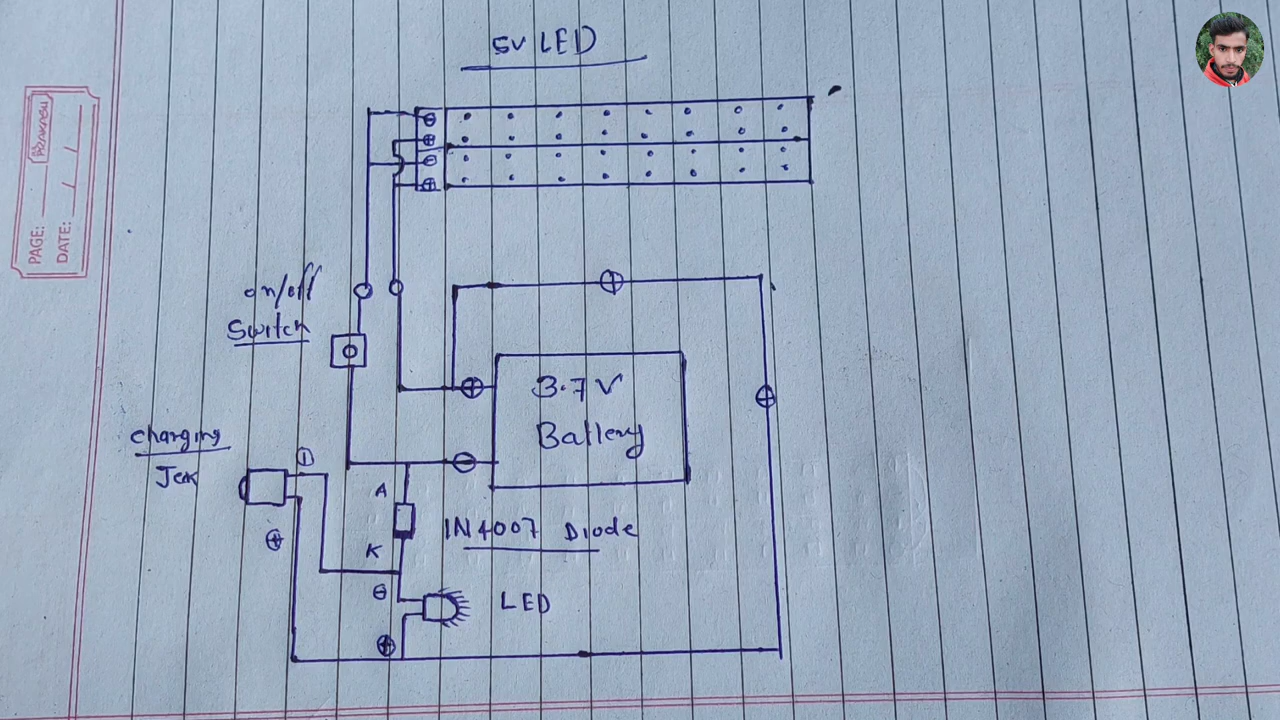 5V LED
PAGE:
DATE: / /
on/off
Switch
3.7V
Battery
charging
Jek
A
IN4007 Diode
K
LED